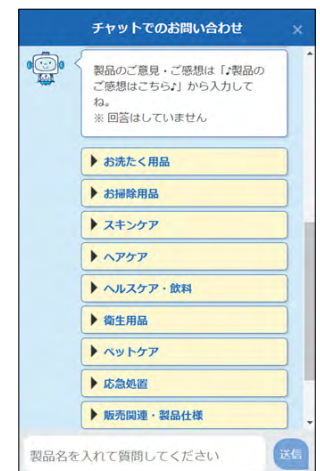 チャットでのお問い合わせ ×
製品のご意見・ご感想は「♪製品の
ご感想はこちら♪」から入力して
ね。
※ 回答はしていません
▶ お洗たく用品
▶ お掃除用品
▶ スキンケア
▶ ヘアケア
▶ ヘルスケア・飲料
▶ 衛生用品
▶ ペットケア
▶ 応急処置
▶ 販売関連・製品仕様
製品名を入れて質問してください 送信